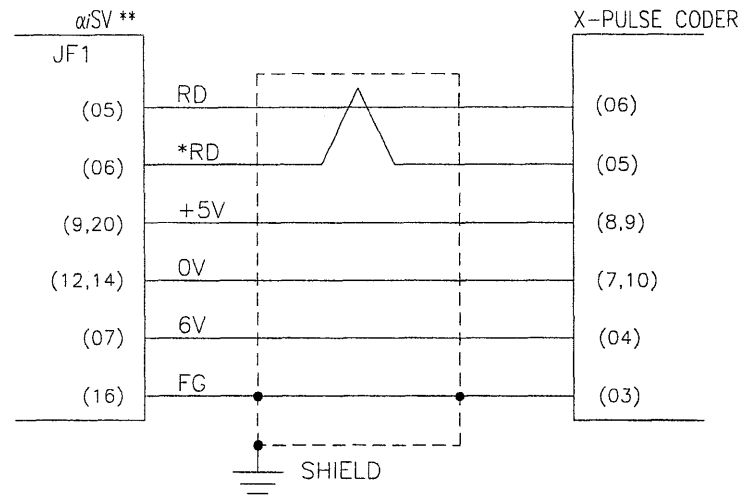 αiSV ** X-PULSE CODER
JF1
(05) RD (06)
(06) *RD (05)
(9,20) +5V (8,9)
(12,14) 0V (7,10)
(07) 6V (04)
(16) FG (03)
SHIELD